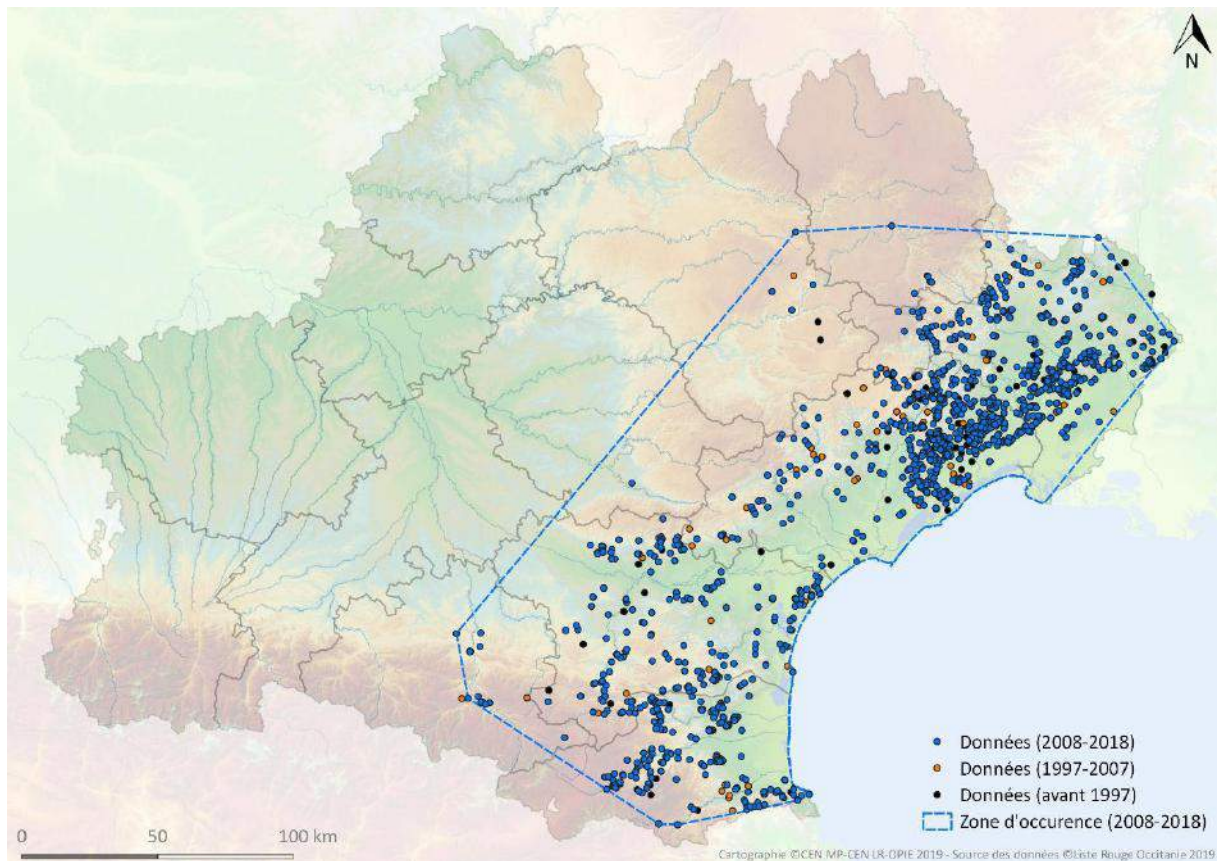 N
Données (2008-2018)
Données (1997-2007)
Données (avant 1997)
Zone d'occurence (2008-2018)
0 50 100 km
Cartographie ©CEN MP-CEN LR-OPIE 2019 - Source des données ©Liste Rouge Occitanie 2019